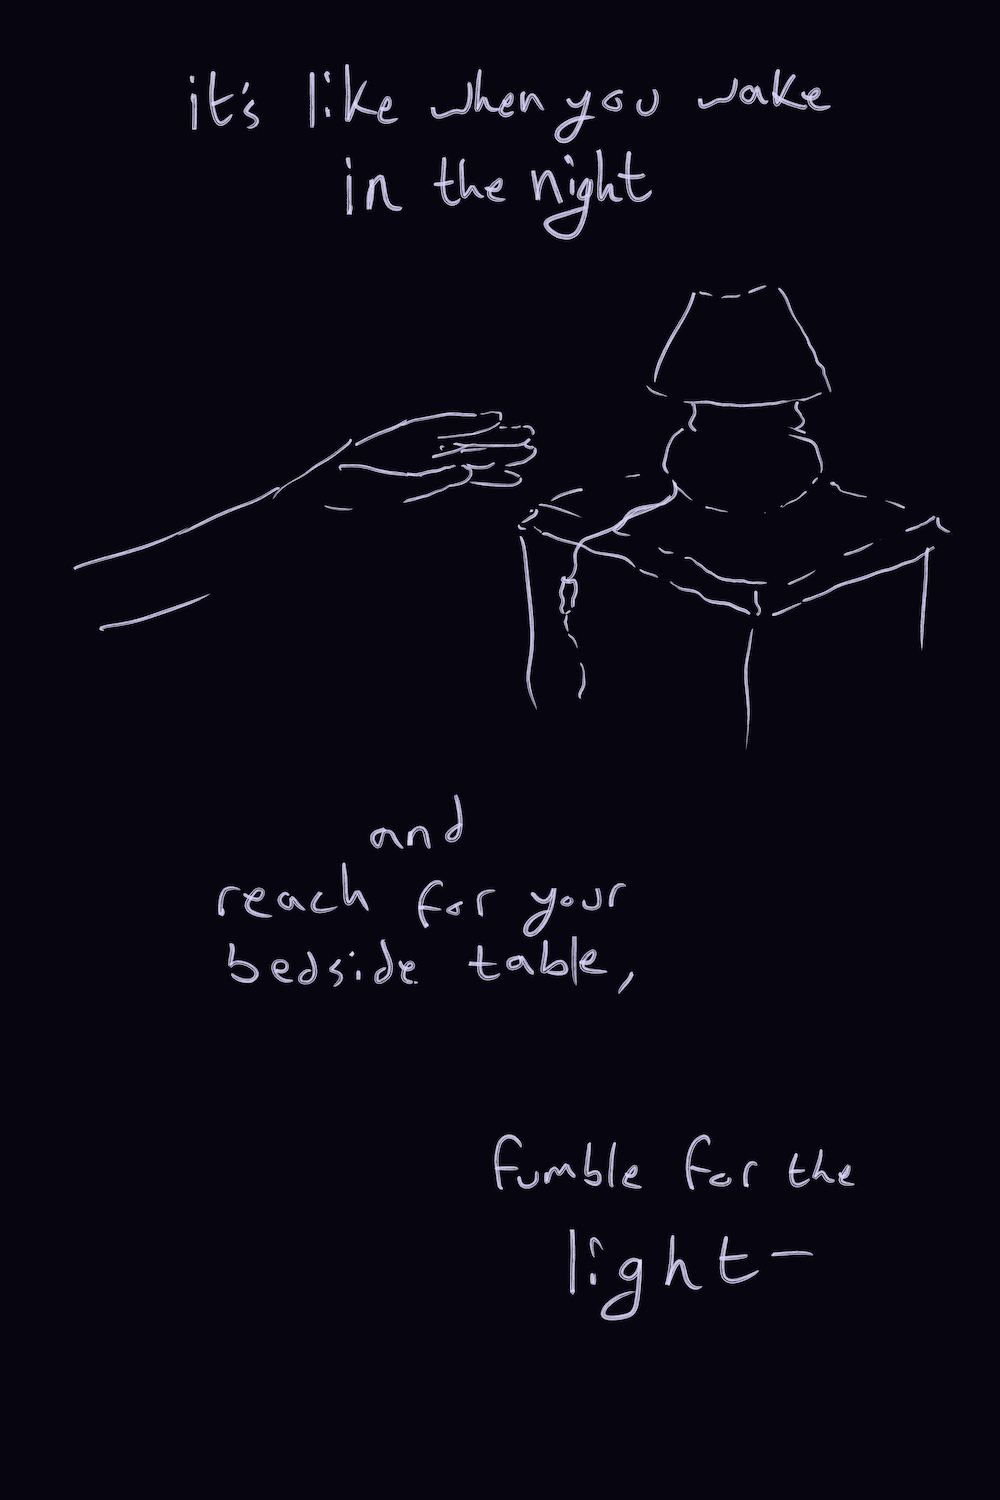 it's like when you wake
in the night
and
reach for your
bedside table,
fumble for the
light—